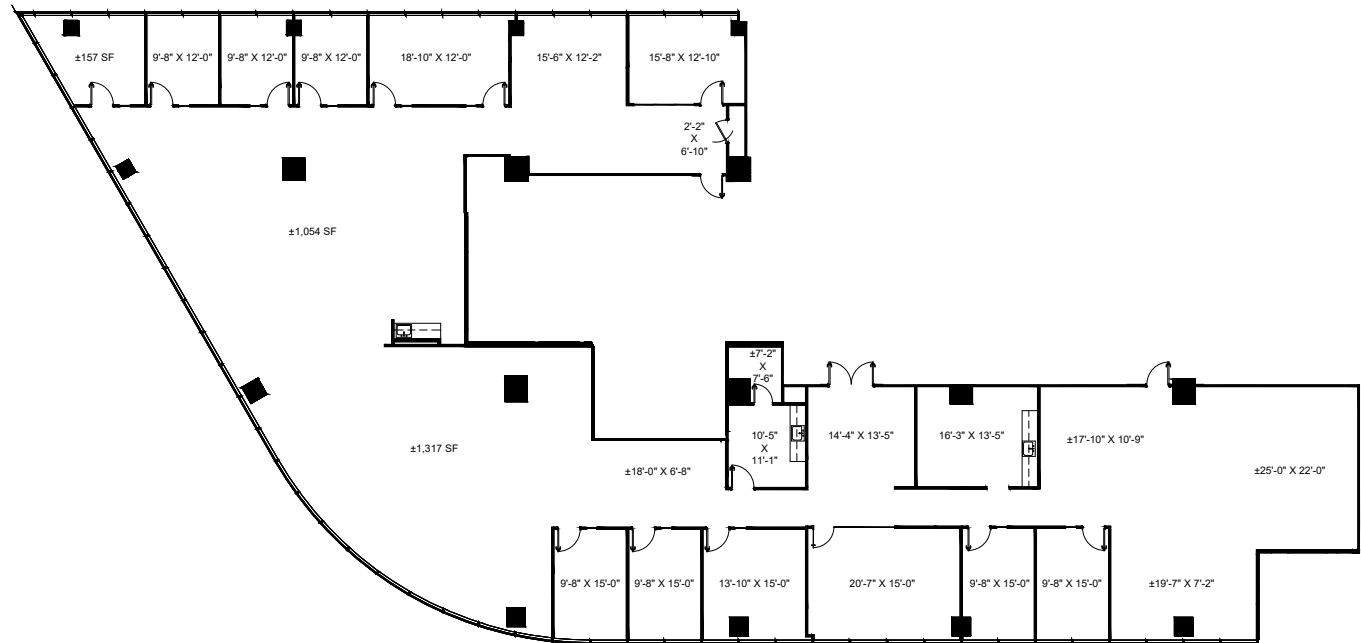 ±157 SF
9'-8" X 12'-0"
9'-8" X 12'-0"
9'-8" X 12'-0"
18'-10" X 12'-0"
15'-6" X 12'-2"
15'-8" X 12'-10"
2'-2"
X
6'-10"
±1,054 SF
±7'-2"
X
7'-6"
±1,317 SF
±18'-0" X 6'-8"
10'-5"
X
11'-1"
14'-4" X 13'-5"
16'-3" X 13'-5"
±17'-10" X 10'-9"
±25'-0" X 22'-0"
9'-8" X 15'-0"
9'-8" X 15'-0"
13'-10" X 15'-0"
20'-7" X 15'-0"
9'-8" X 15'-0"
9'-8" X 15'-0"
±19'-7" X 7'-2"